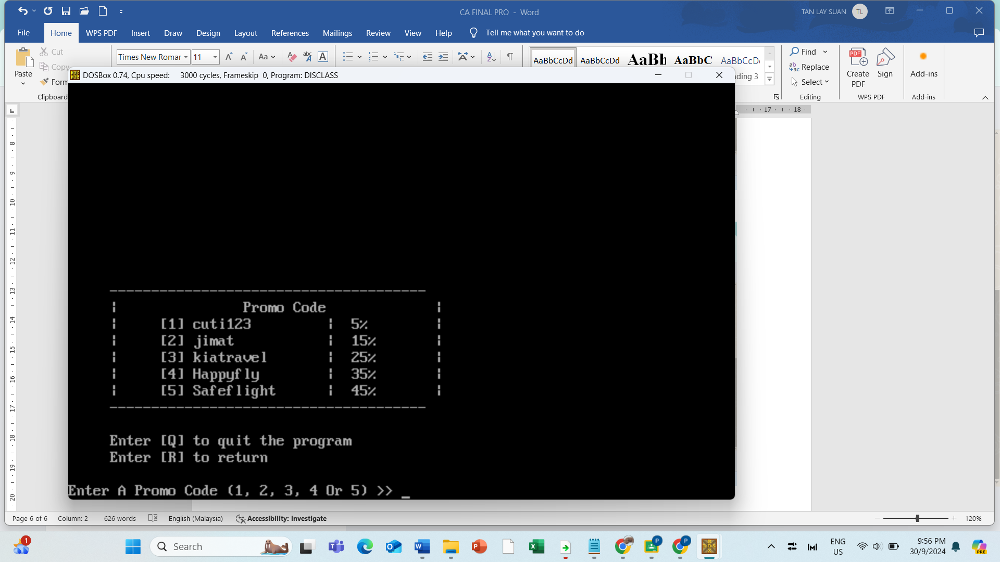 CA FINAL PRO - Word
TAN LAY SUAN TL
File Home WPS PDF Insert Draw Design Layout References Mailings Review View Help Tell me what you want to do
Cut
Copy
Paste
Clipboard
Times New Roman 11
AaBbCcDd AaBbCcDd AaBb AaBbC AaBbCcD
Find
Replace
Select
Editing
Create PDF
Sign
WPS PDF
Add-ins
Add-ins
DOSBox 0.74, Cpu speed: 3000 cycles, Frameskip 0, Program: DISCLASS
17 18
8
9
10
11
12
13
14
15
16
17
18
19
20
----------------------------------------
| Promo Code |
| [1] cuti123 | 5% |
| [2] jimat | 15% |
| [3] kiatravel | 25% |
| [4] Happyfly | 35% |
| [5] Safeflight | 45% |
----------------------------------------
Enter [Q] to quit the program
Enter [R] to return
Enter A Promo Code (1, 2, 3, 4 Or 5) >> _
Page 6 of 6 Column: 2 626 words English (Malaysia) Accessibility: Investigate 120%
1
Search
ENG
US
9:56 PM
30/9/2024
PRE